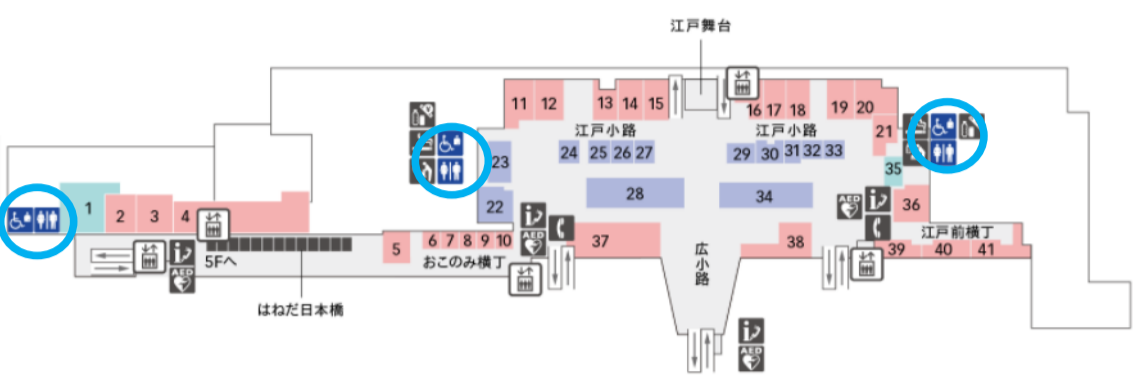 江戸舞台
11 12 13 14 15 16 17 18 19 20
江戸小路 江戸小路
21
23 24 25 26 27 29 30 31 32 33
35
28 34
22
AED 36
1 2 3 4
i AED
i
江戸前横丁
5 6 7 8 9 10 37 38 39 40 41
おこのみ横丁
広小路
5Fへ
i
AED
はねだ日本橋
i
AED